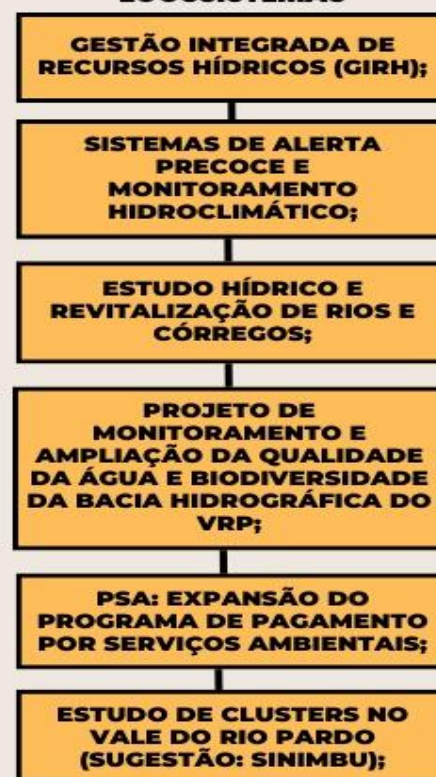 GESTÃO INTEGRADA DE
RECURSOS HÍDRICOS (GIRH);
SISTEMAS DE ALERTA
PRECOCE E
MONITORAMENTO
HIDROCLIMÁTICO;
ESTUDO HÍDRICO E
REVITALIZAÇÃO DE RIOS E
CÓRREGOS;
PROJETO DE
MONITORAMENTO E
AMPLIAÇÃO DA QUALIDADE
DA ÁGUA E BIODIVERSIDADE
DA BACIA HIDROGRÁFICA DO
VRP;
PSA: EXPANSÃO DO
PROGRAMA DE PAGAMENTO
POR SERVIÇOS AMBIENTAIS;
ESTUDO DE CLUSTERS NO
VALE DO RIO PARDO
(SUGESTÃO: SINIMBU);